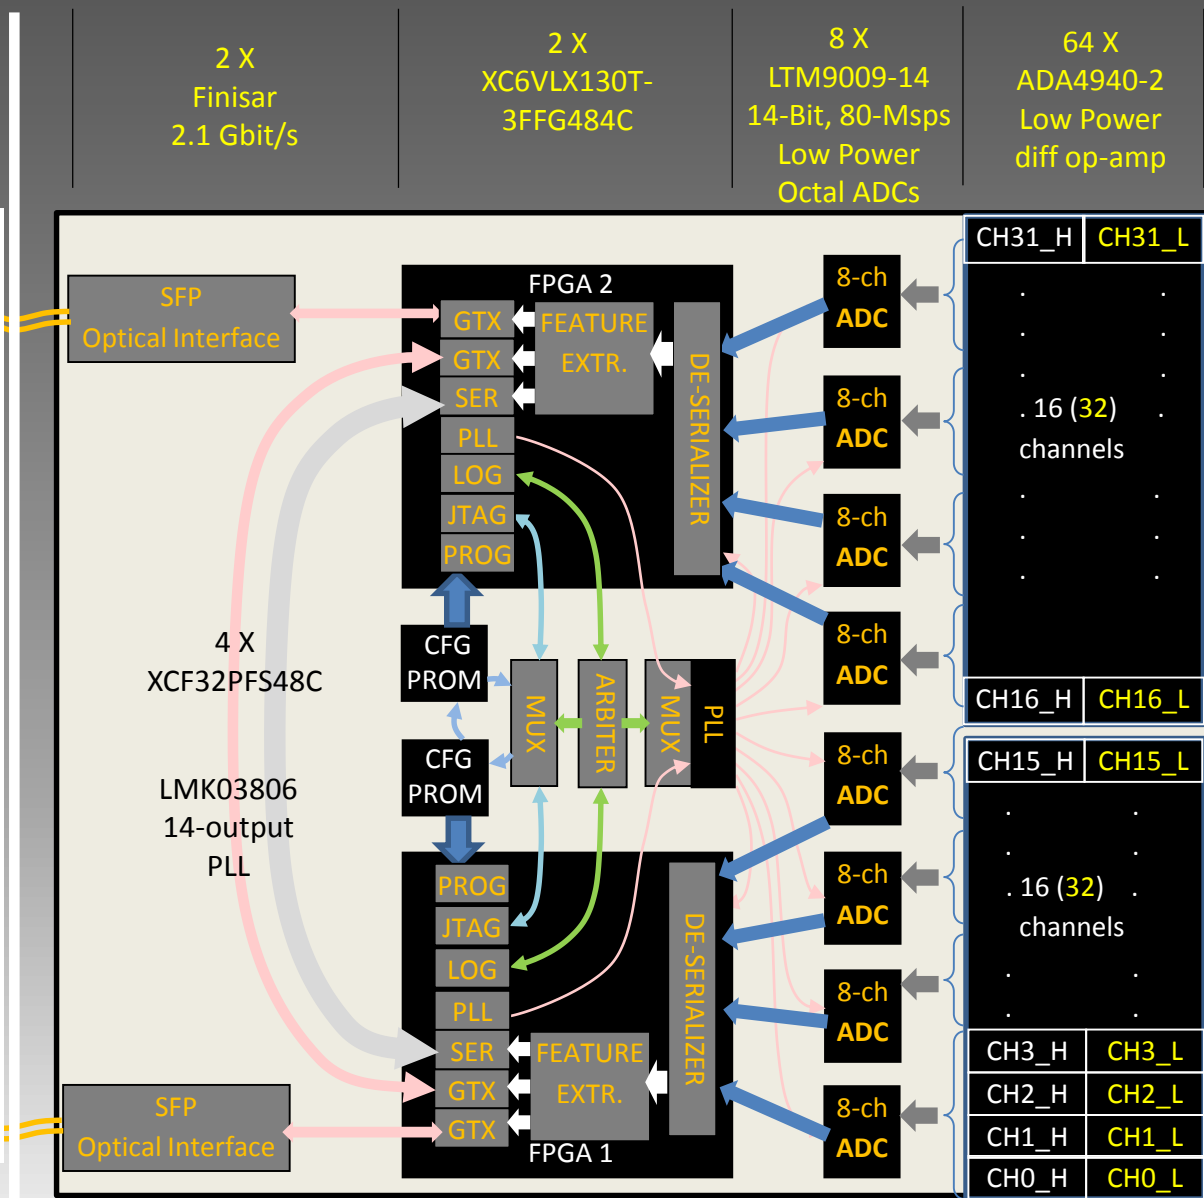 2 X
Finisar
2.1 Gbit/s
2 X
XC6VLX130T-
3FFG484C
8 X
LTM9009-14
14-Bit, 80-Msps
Low Power
Octal ADCs
64 X
ADA4940-2
Low Power
diff op-amp
SFP
Optical Interface
FPGA 2
GTX
GTX
SER
PLL
LOG
JTAG
PROG
FEATURE
EXTR.
DE-SERIALIZER
8-ch
ADC
8-ch
ADC
8-ch
ADC
8-ch
ADC
CH31_H CH31_L
. 16 (32) .
channels
CH16_H CH16_L
4 X
XCF32PFS48C
LMK03806
14-output
PLL
CFG
PROM
CFG
PROM
MUX
ARBITER
MUX
PLL
8-ch
ADC
8-ch
ADC
8-ch
ADC
8-ch
ADC
CH15_H CH15_L
. 16 (32) .
channels
CH3_H CH3_L
CH2_H CH2_L
CH1_H CH1_L
CH0_H CH0_L
PROG
JTAG
LOG
PLL
SER
GTX
GTX
FEATURE
EXTR.
DE-SERIALIZER
FPGA 1
SFP
Optical Interface